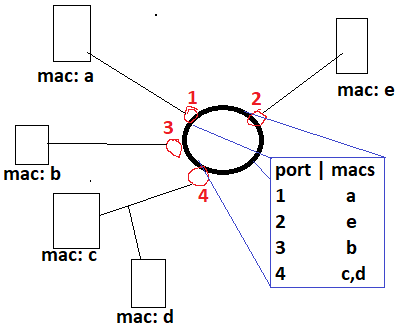 mac: a
1
2
mac: e
3
mac: b
4
mac: c
mac: d
port | macs
1 a
2 e
3 b
4 c,d